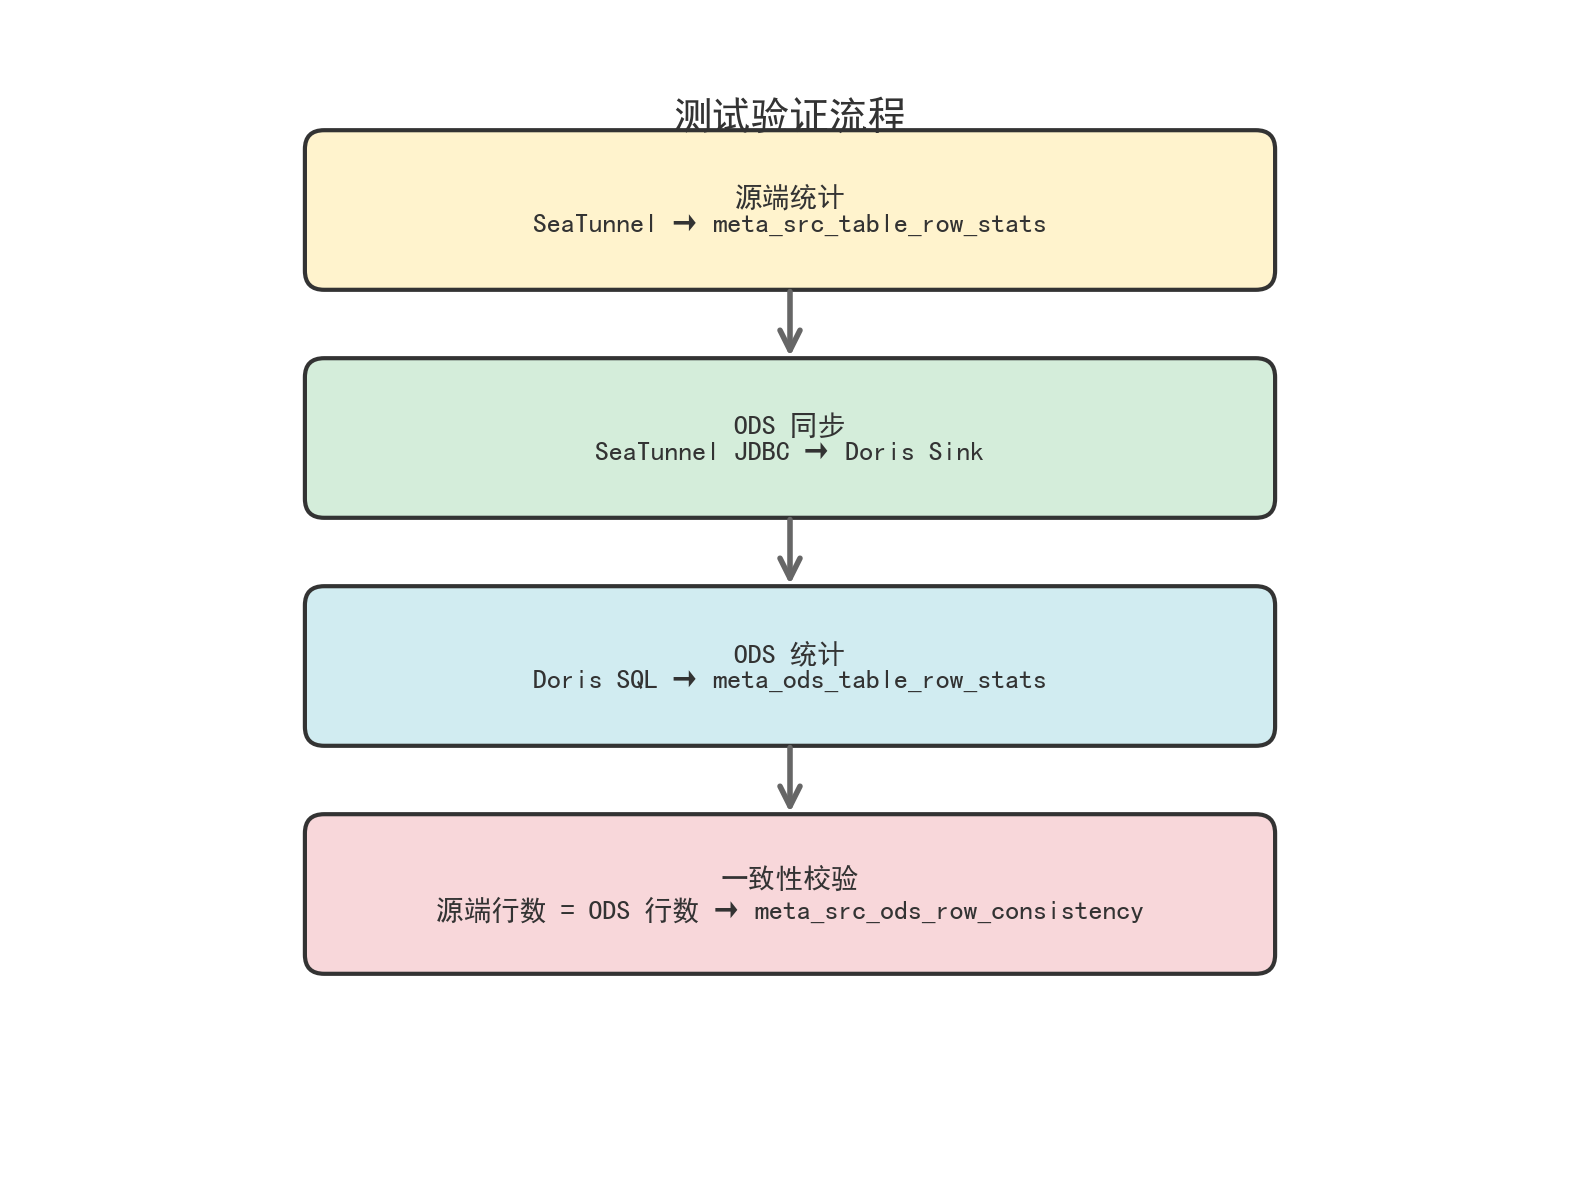 测试验证流程
源端统计
SeaTunnel → meta_src_table_row_stats
ODS 同步
SeaTunnel JDBC → Doris Sink
ODS 统计
Doris SQL → meta_ods_table_row_stats
一致性校验
源端行数 = ODS 行数 → meta_src_ods_row_consistency